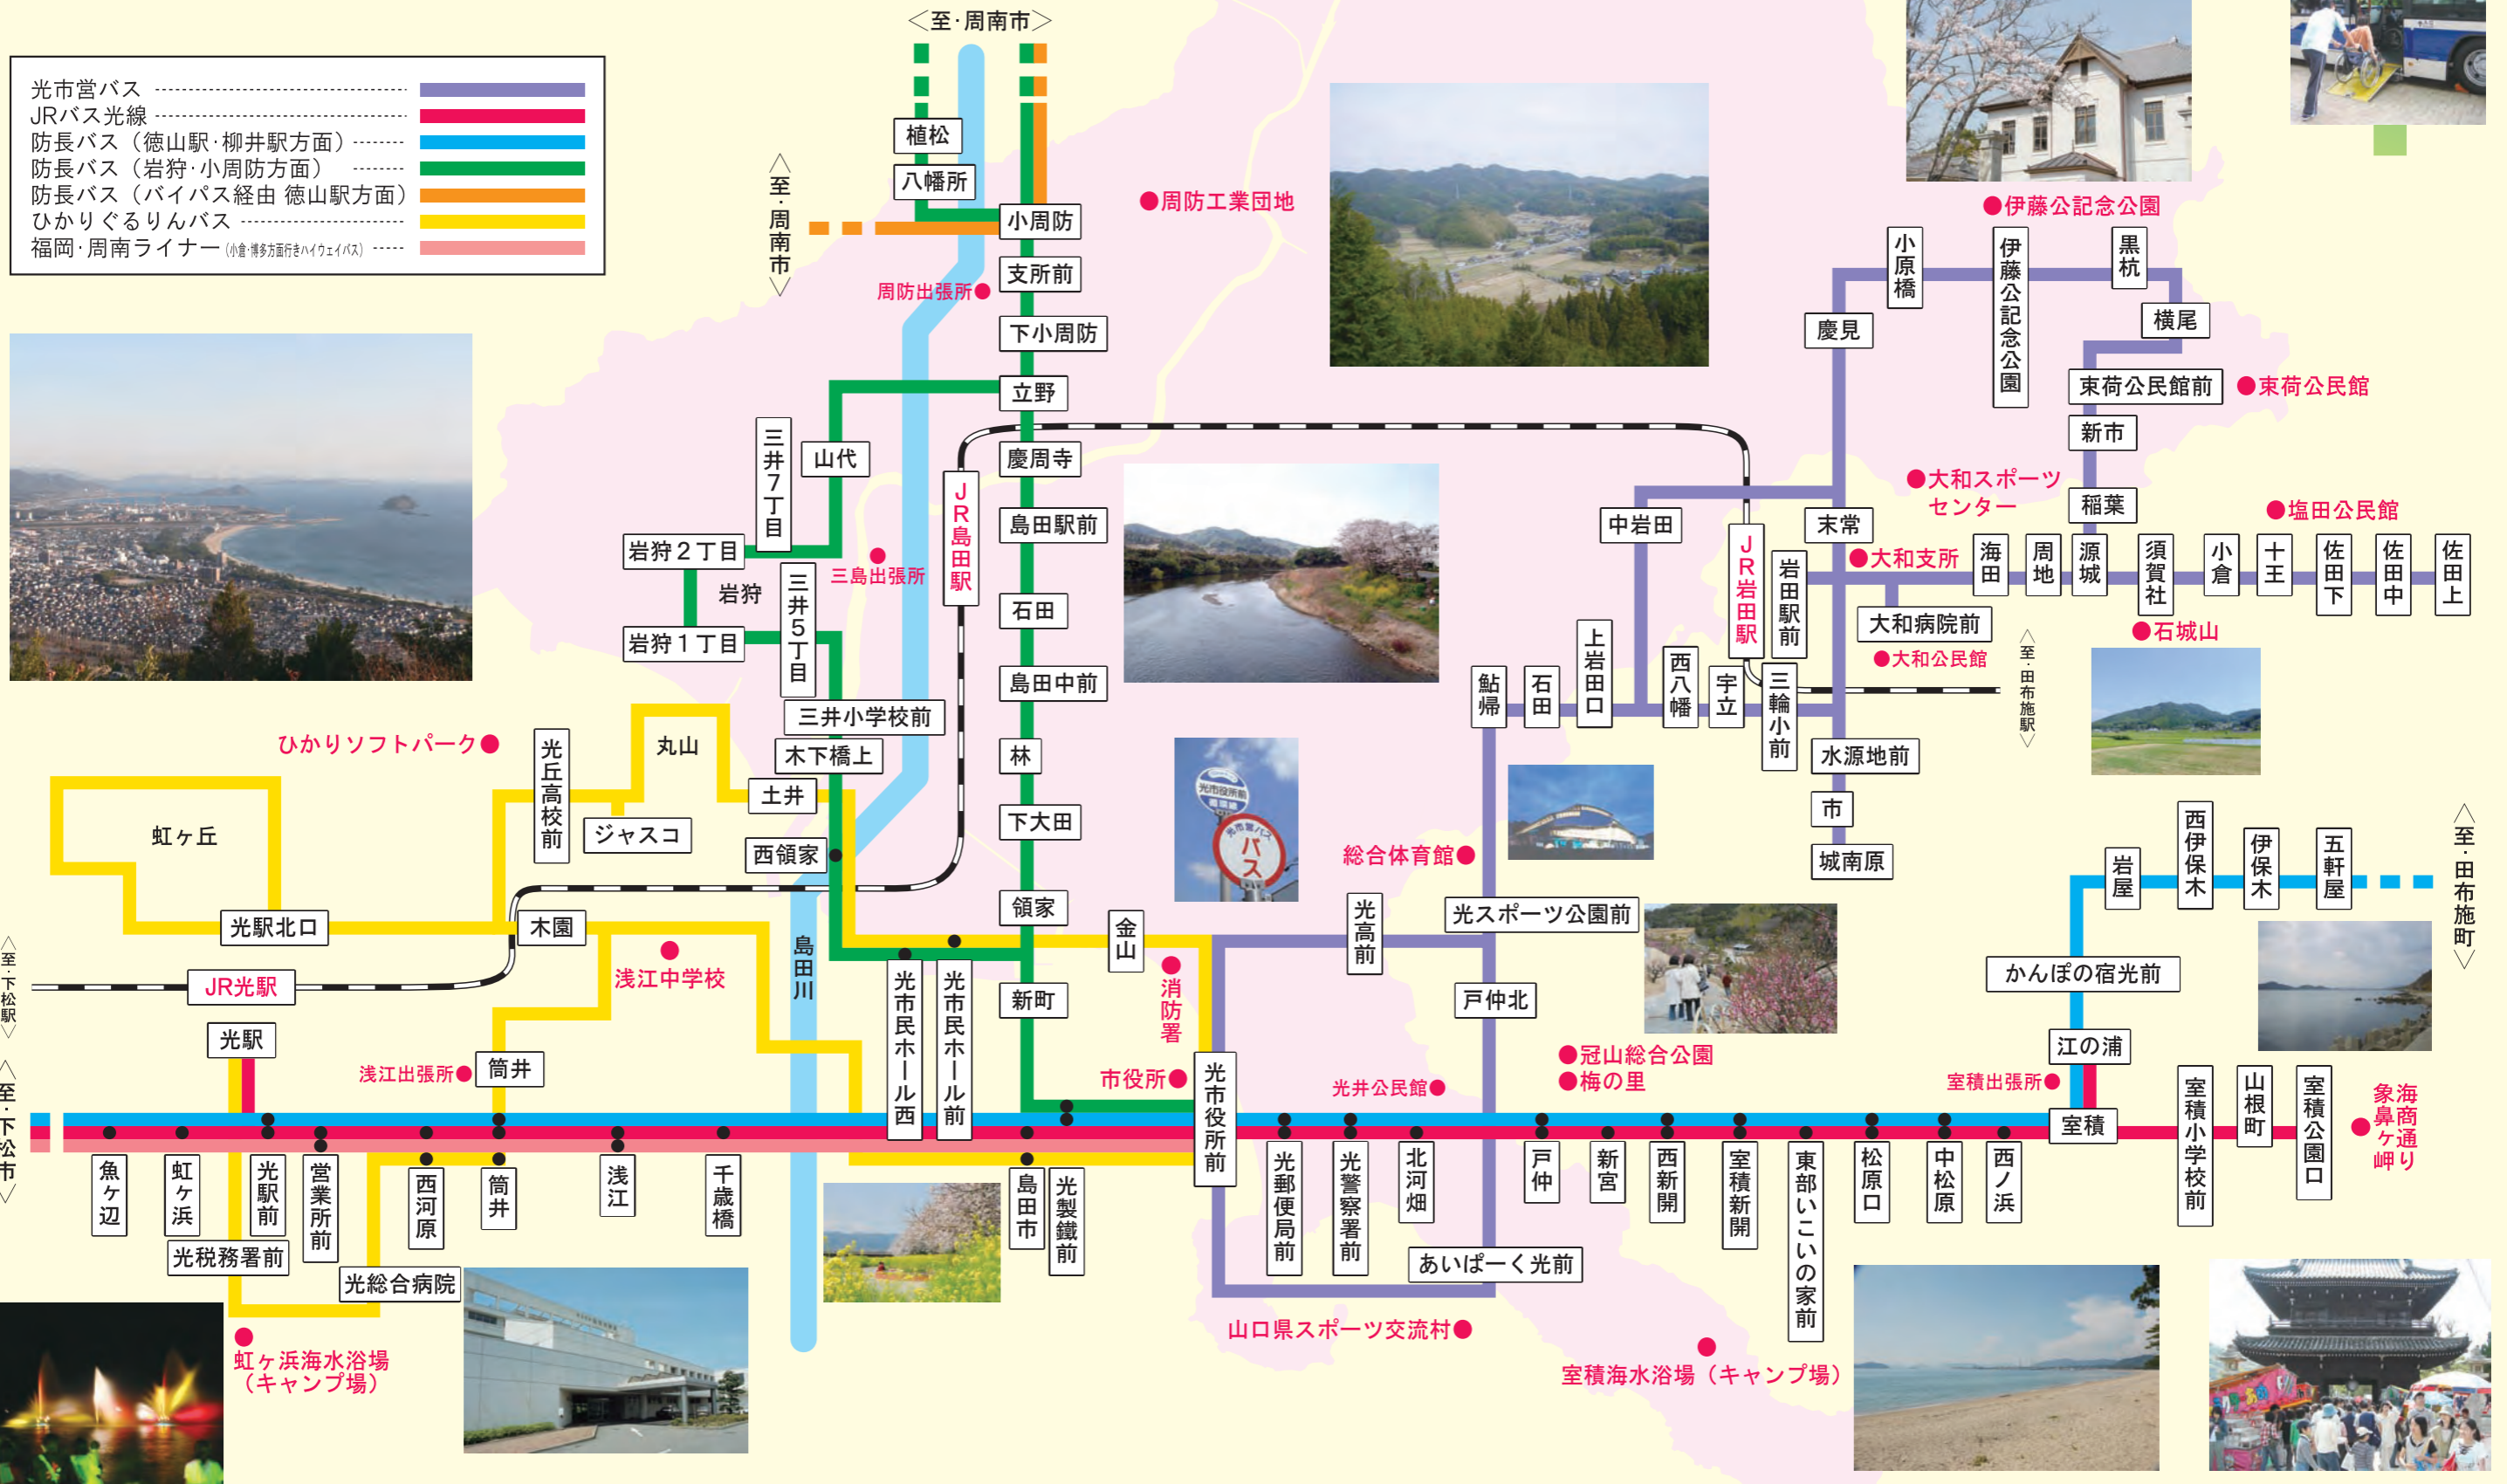 光市営バス
JRバス光線
防長バス（徳山駅・柳井駅方面）
防長バス（岩狩・小周防方面）
防長バス（バイパス経由 徳山駅方面）
ひかりぐるりんバス
福岡・周南ライナー（小倉・博多方面行きハイウェイバス）
＜至・周南市＞
＜至・周南市＞
植松
八幡所
小周防
支所前
周防出張所
下小周防
立野
周防工業団地
三井7丁目
山代
慶周寺
JR島田駅
島田駅前
岩狩2丁目
岩狩
三島出張所
三井5丁目
岩狩1丁目
石田
島田中前
三井小学校前
木下橋上
林
土井
下大田
西領家
領家
ひかりソフトパーク
光丘高校前
丸山
ジャスコ
虹ヶ丘
光駅北口
木園
浅江中学校
島田川
＜至・下松駅＞
JR光駅
光駅
浅江出張所
筒井
光市民ホール西
光市民ホール前
新町
金山
消防署
市役所
光市役所前
伊藤公記念公園
小原橋
伊藤公記念公園
黒杭
慶見
横尾
束荷公民館前
束荷公民館
新市
大和スポーツ
センター
稲葉
塩田公民館
中岩田
末常
JR岩田駅
岩田駅前
大和支所
海田
周地
源城
須賀社
小倉
十王
佐田下
佐田中
佐田上
大和病院前
大和公民館
石城山
＜至・田布施駅＞
鮎帰
石田
上岩田口
西八幡
宇立
三輪小前
水源地前
市
城南原
光市役所前
光市営バス
バス
総合体育館
光高前
光スポーツ公園前
戸仲北
冠山総合公園
梅の里
光井公民館
岩屋
西伊保木
伊保木
五軒屋
＜至・田布施町＞
かんぽの宿光前
江の浦
室積出張所
室積
室積小学校前
山根町
室積公園口
海商通り
象鼻ヶ岬
＜至・下松市＞
魚ヶ辺
虹ヶ浜
光駅前
営業所前
西河原
筒井
浅江
千歳橋
島田市
光製鐵前
光郵便局前
光警察署前
北河畑
戸仲
新宮
西新開
室積新開
東部いこいの家前
松原口
中松原
西ノ浜
光税務署前
光総合病院
あいぱーく光前
虹ヶ浜海水浴場
（キャンプ場）
山口県スポーツ交流村
室積海水浴場（キャンプ場）